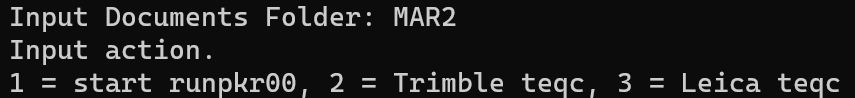 Input Documents Folder: MAR2
Input action.
1 = start runpkr00, 2 = Trimble teqc, 3 = Leica teqc